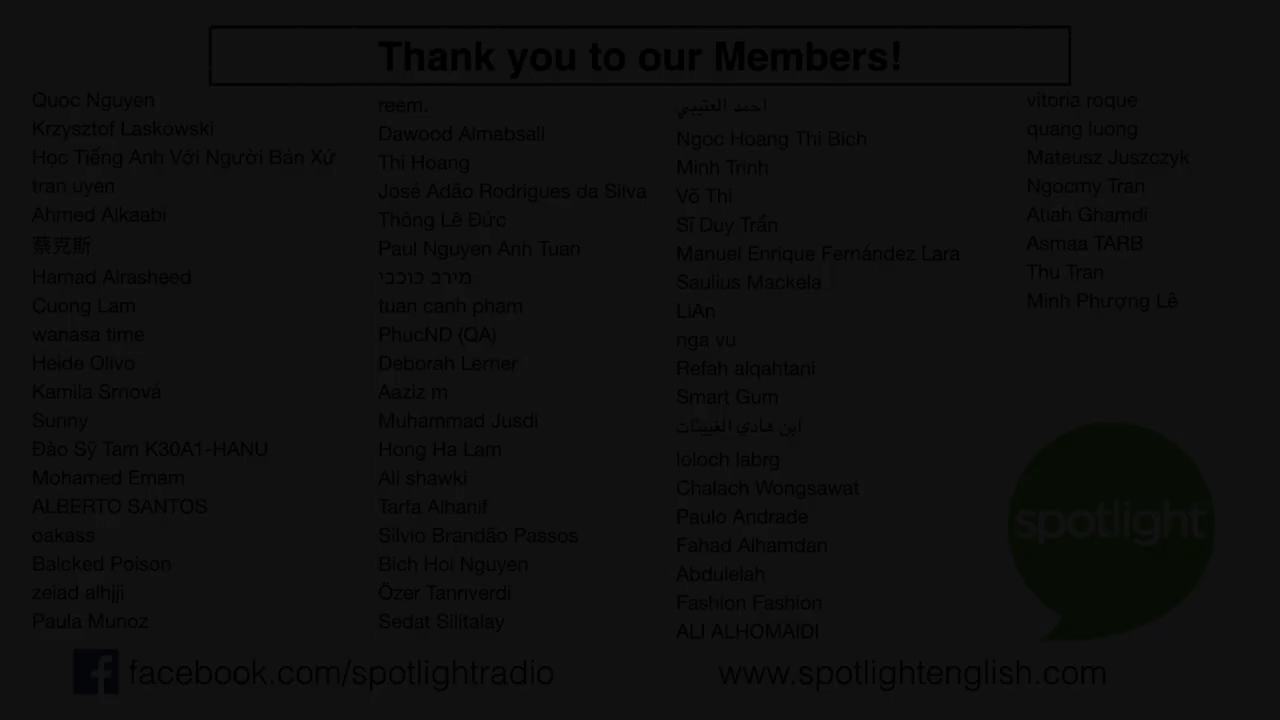 Thank you to our Members!
Quoc Nguyen
Krzysztof Laskowski
Học Tiếng Anh Với Người Bản Xứ
tran uyen
Ahmed Alkaabi
蔡克斯
Hamad Alrasheed
Cuong Lam
wanasa time
Heide Olivo
Kamila Srnová
Sunny
Đào Sỹ Tam K30A1-HANU
Mohamed Emam
ALBERTO SANTOS
oakass
Balcked Poison
zeiad alhjji
Paula Munoz
reem.
Dawood Almabsali
Thi Hoang
José Adão Rodrigues da Silva
Thông Lê Đức
Paul Nguyen Anh Tuan
מירב כוכבי
tuan canh pham
PhucND (QA)
Deborah Lerner
Aaziz m
Muhammad Jusdi
Hong Ha Lam
Ali shawki
Tarfa Alhanif
Silvio Brandão Passos
Bich Hoi Nguyen
Özer Tanrıverdi
Sedat Silitalay
احمد العتيبي
Ngoc Hoang Thi Bich
Minh Trinh
Võ Thi
Sĩ Duy Trần
Manuel Enrique Fernández Lara
Saulius Mackela
LiAn
nga vu
Refah alqahtani
Smart Gum
ابن هادي الغييثات
loloch labrg
Chalach Wongsawat
Paulo Andrade
Fahad Alhamdan
Abdulelah
Fashion Fashion
ALI ALHOMAIDI
vitoria roque
quang luong
Mateusz Juszczyk
Ngocmy Tran
Atiah Ghamdi
Asmaa TARB
Thu Tran
Minh Phượng Lê
spotlight
facebook.com/spotlightradio
www.spotlightenglish.com